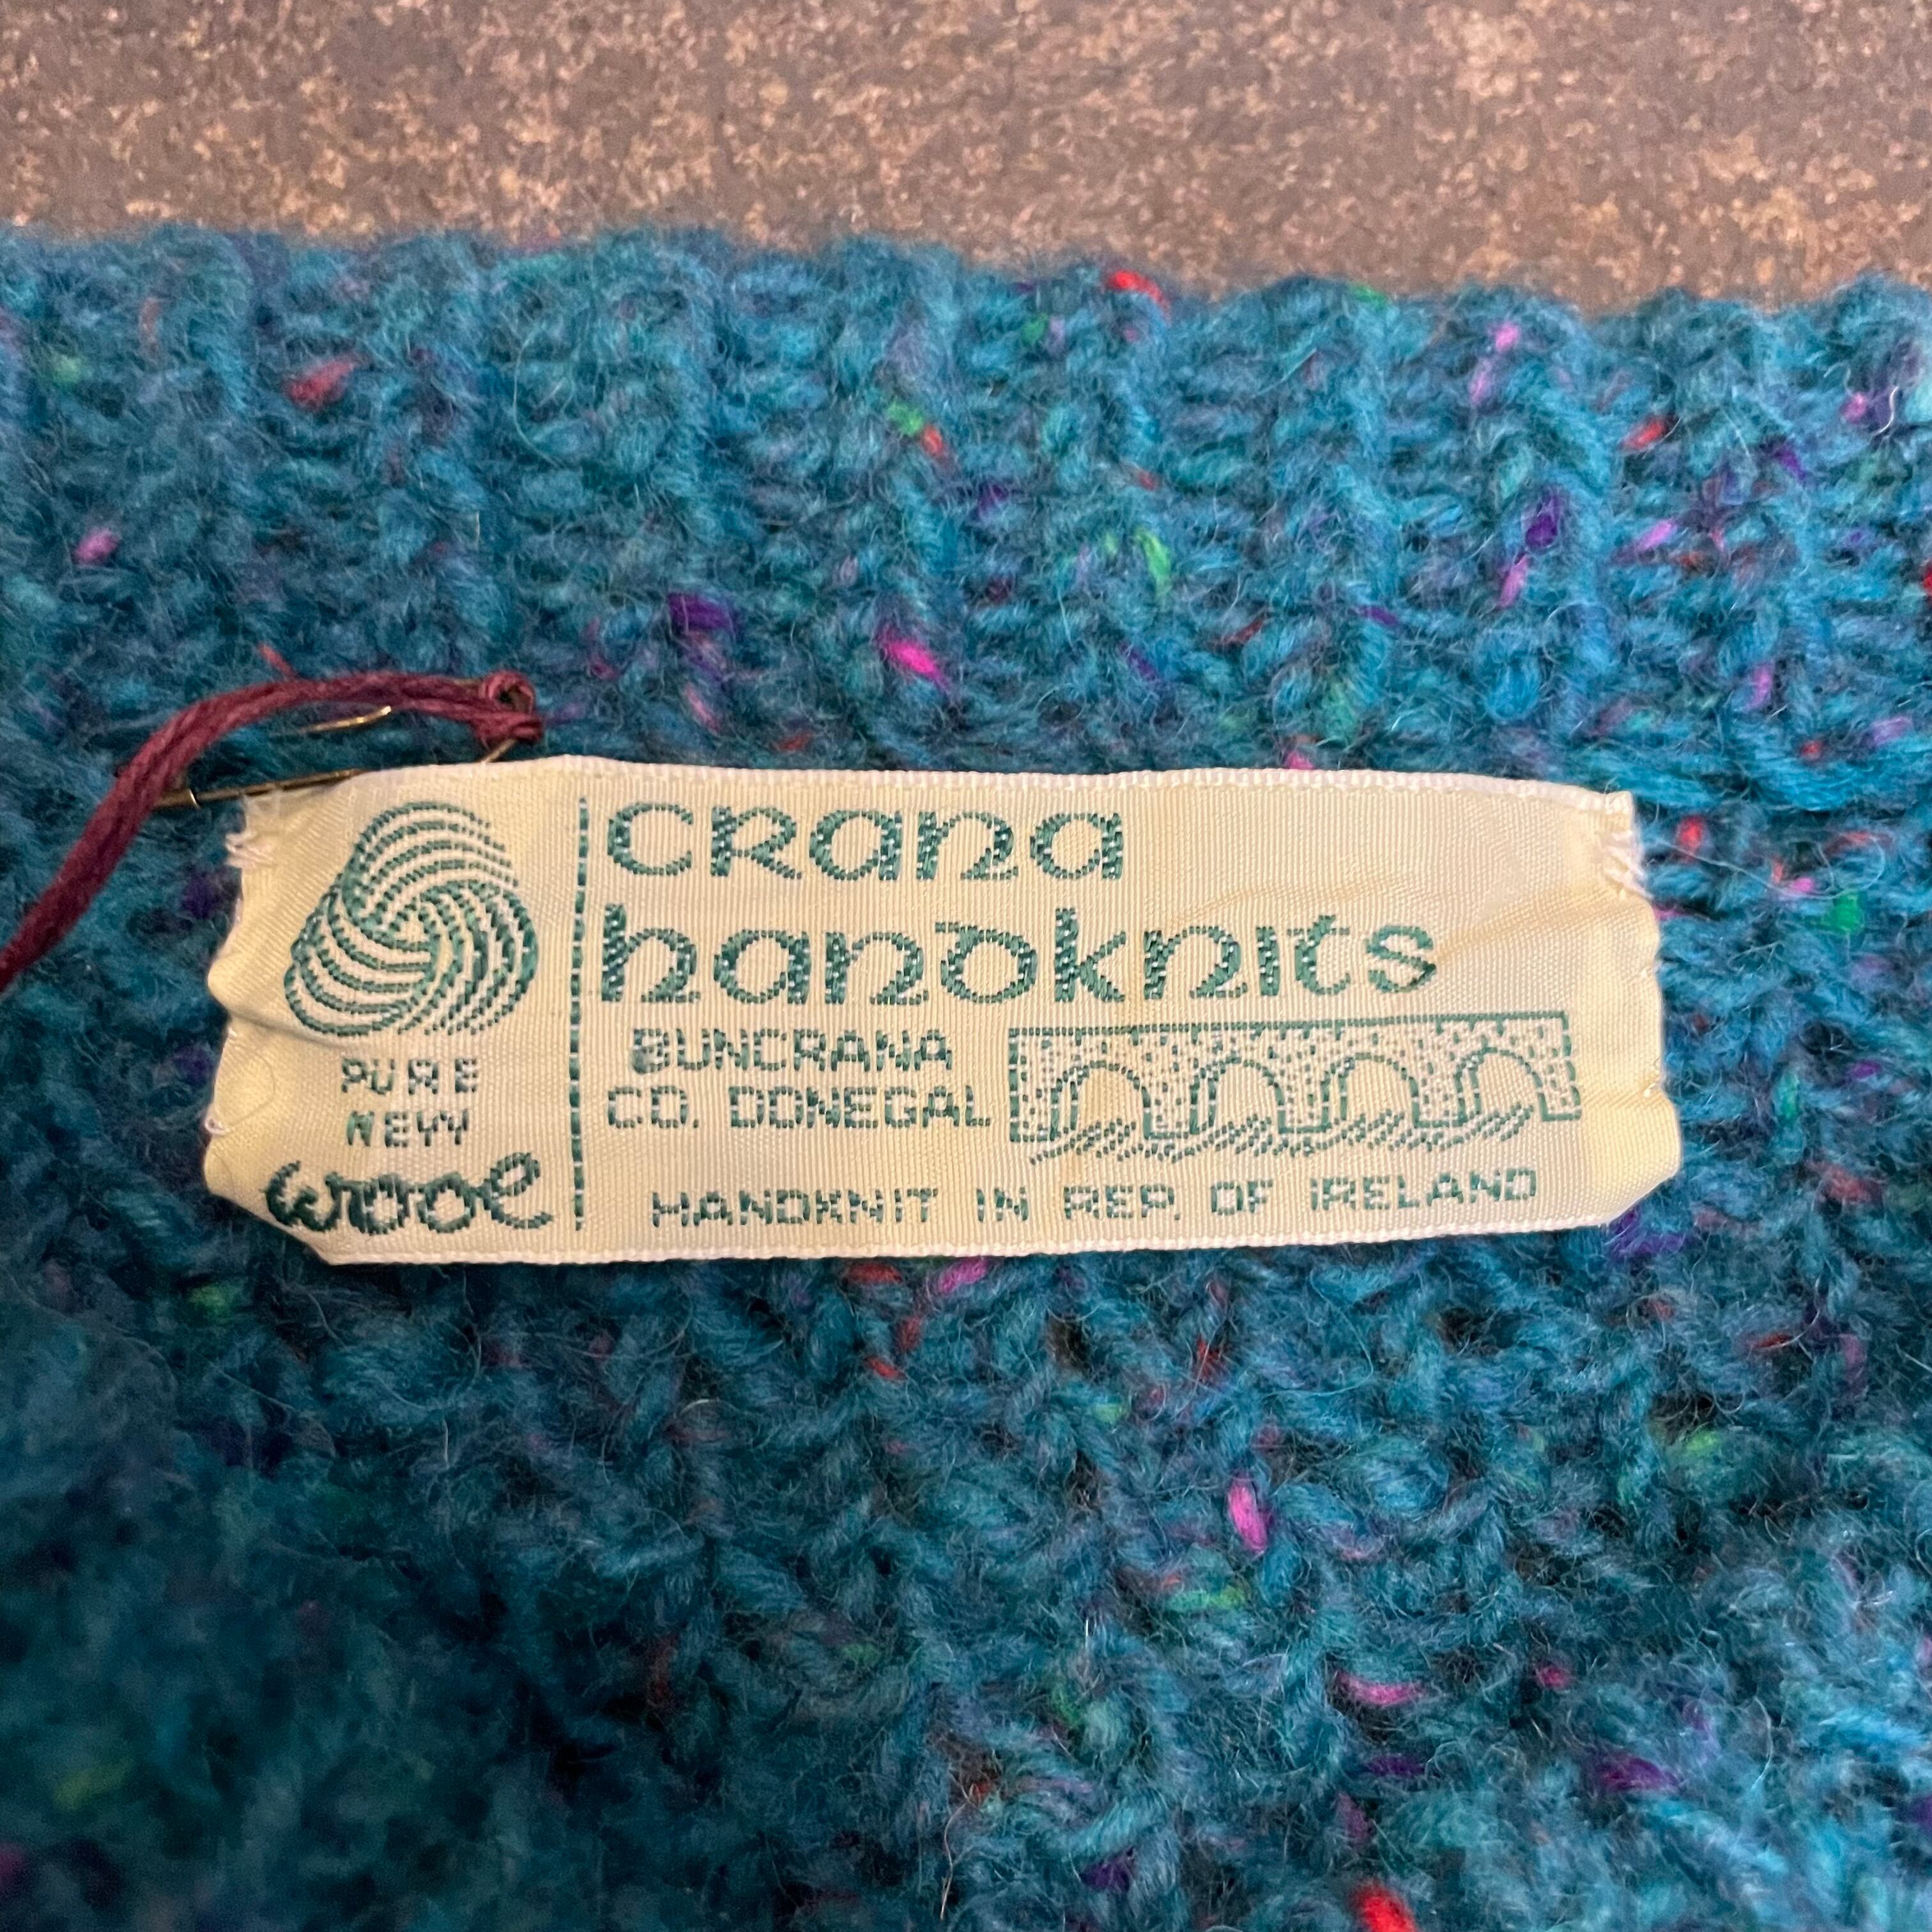 crana
handknits
BUNCRANA
CO. DONEGAL
HANDKNIT IN REP. OF IRELAND
PURE
NEW
wool